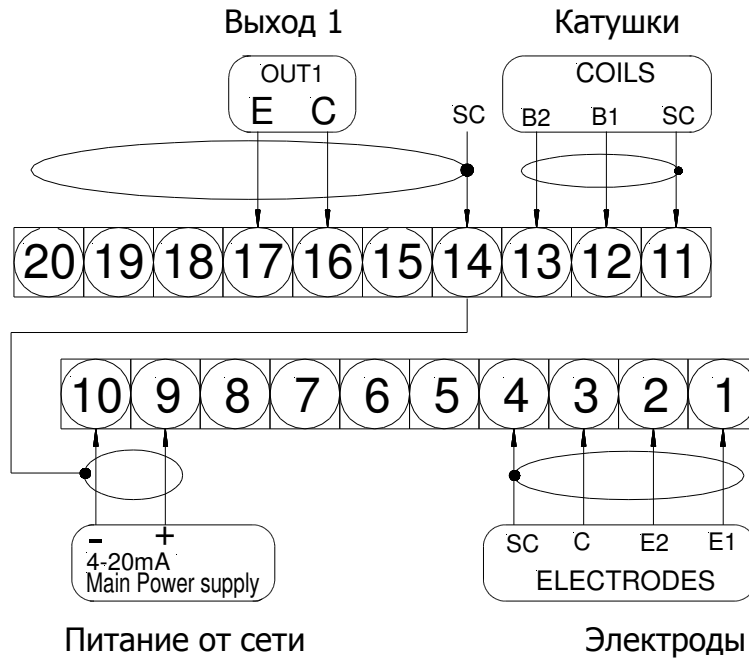 Выход 1 Катушки
OUT1 COILS
E C SC B2 B1 SC
20 19 18 17 16 15 14 13 12 11
10 9 8 7 6 5 4 3 2 1
- +
4-20mA
Main Power supply
SC C E2 E1
ELECTRODES
Питание от сети Электроды